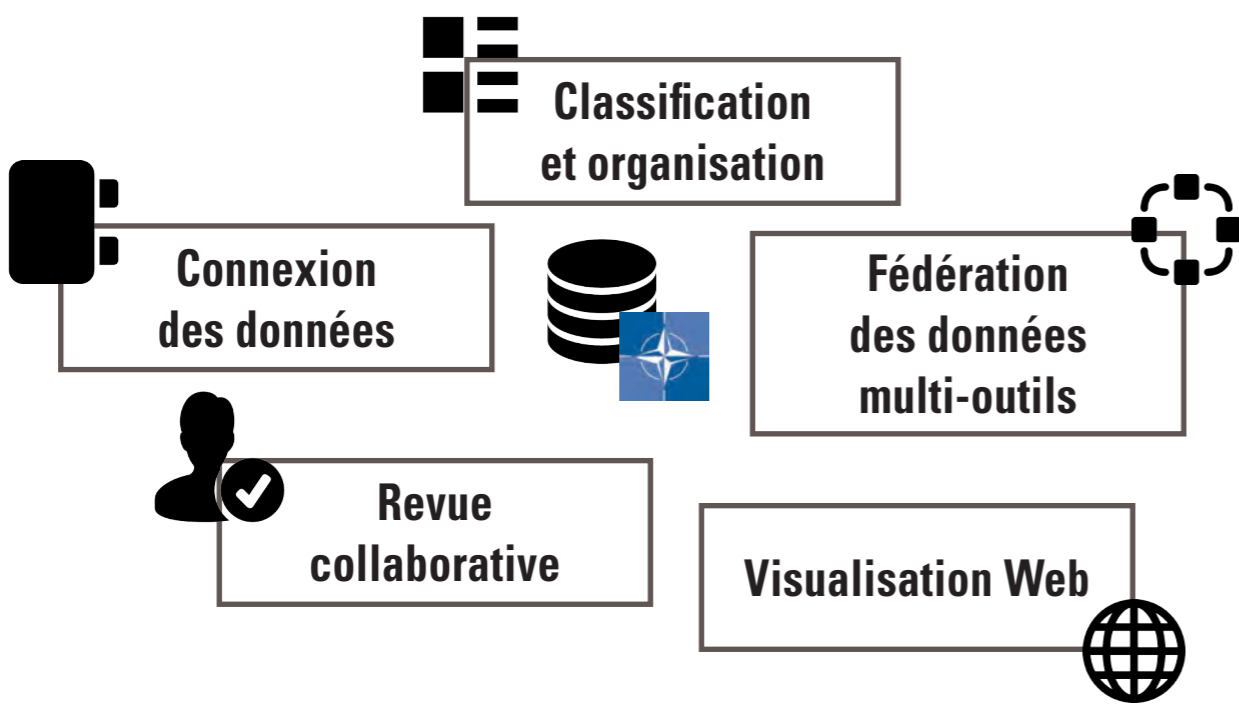 Classification
et organisation
Connexion
des données
Fédération
des données
multi-outils
Revue
collaborative
Visualisation Web